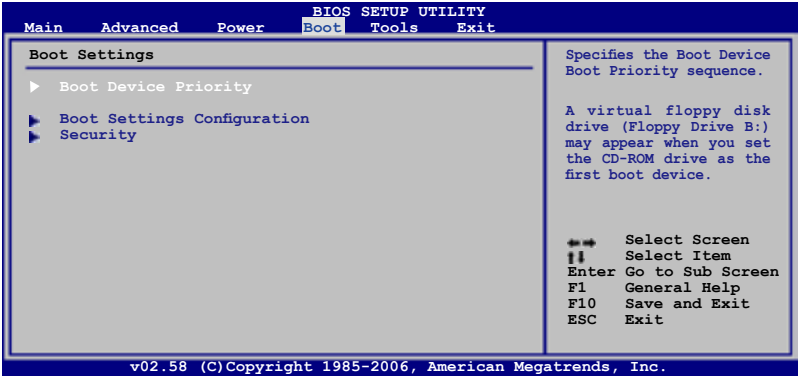 BIOS SETUP UTILITY
Main Advanced Power Boot Tools Exit
Boot Settings
Boot Device Priority
Boot Settings Configuration
Security
Specifies the Boot Device
Boot Priority sequence.
A virtual floppy disk
drive (Floppy Drive B:)
may appear when you set
the CD-ROM drive as the
first boot device.
Select Screen
Select Item
Enter Go to Sub Screen
F1 General Help
F10 Save and Exit
ESC Exit
v02.58 (C)Copyright 1985-2006, American Megatrends, Inc.